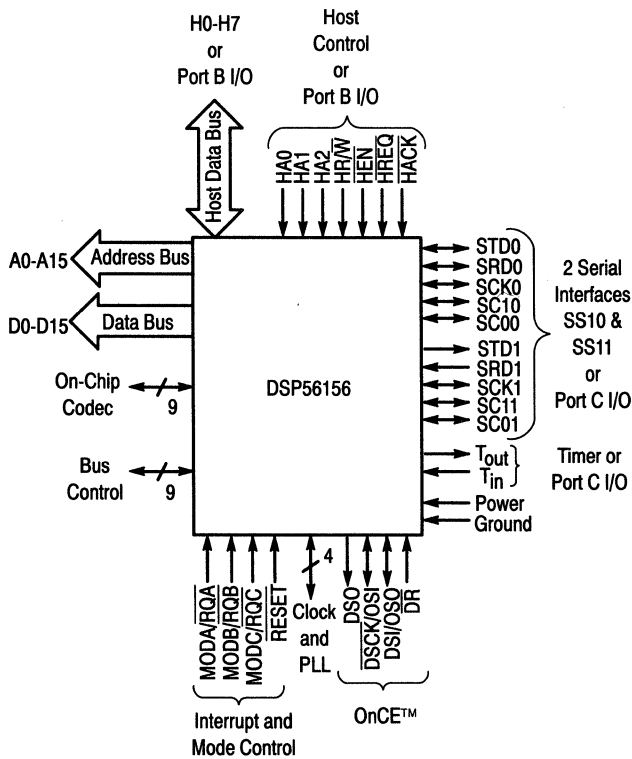 H0-H7
or
Port B I/O
Host
Control
or
Port B I/O
Host Data Bus
HA0
HA1
HA2
HR/W
HEN
HREQ
HACK
A0-A15
Address Bus
D0-D15
Data Bus
On-Chip
Codec
9
Bus
Control
9
DSP56156
STD0
SRD0
SCK0
SC10
SC00
STD1
SRD1
SCK1
SC11
SC01
2 Serial
Interfaces
SS10 &
SS11
or
Port C I/O
Tout
Tin
Timer or
Port C I/O
Power
Ground
MODA/RQA
MODB/RQB
MODC/RQC
RESET
4
Clock
and
PLL
DSO
DSCK/OSI
DSI/OSO
DR
Interrupt and
Mode Control
OnCE™